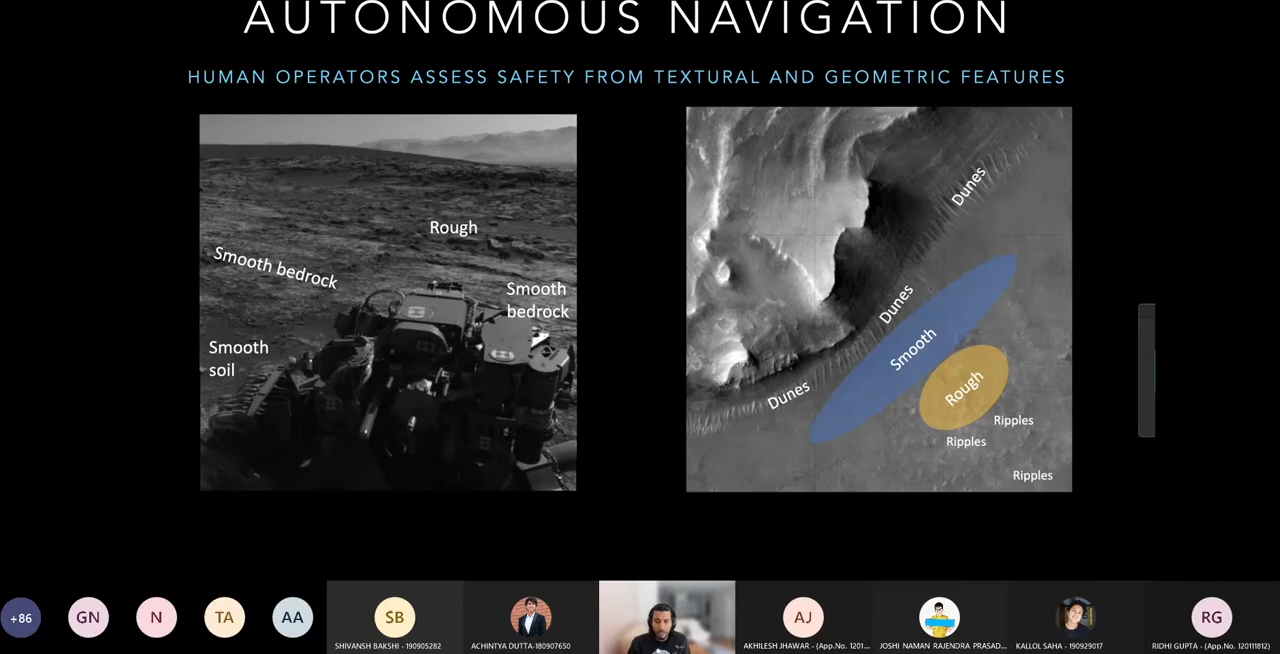 AUTONOMOUS NAVIGATION
HUMAN OPERATORS ASSESS SAFETY FROM TEXTURAL AND GEOMETRIC FEATURES
Rough
Smooth bedrock
Smooth
bedrock
Smooth
soil
Dunes
Dunes
Smooth
Rough
Dunes
Ripples
Ripples
Ripples
+86
GN
N
TA
AA
SB
AJ
RG
SHIVANSH BAKSHI - 190905282
ACHINTYA DUTTA-180907650
AKHILESH JHAWAR - (App.No. 1201...
JOSHI NAMAN RAJENDRA PRASAD...
KALLOL SAHA - 190929017
RIDHI GUPTA - (App.No. 120111812)